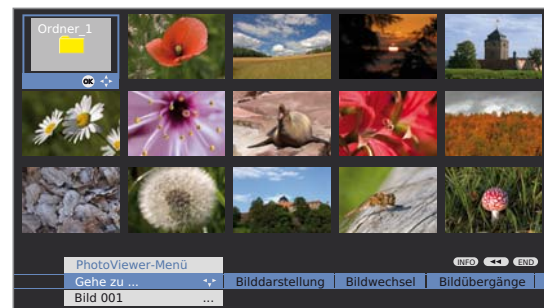 Ordner_1
OK
PhotoViewer-Menü
INFO
END
Gehe zu ...
Bilddarstellung
Bildwechsel
Bildübergänge
Bild 001 ...